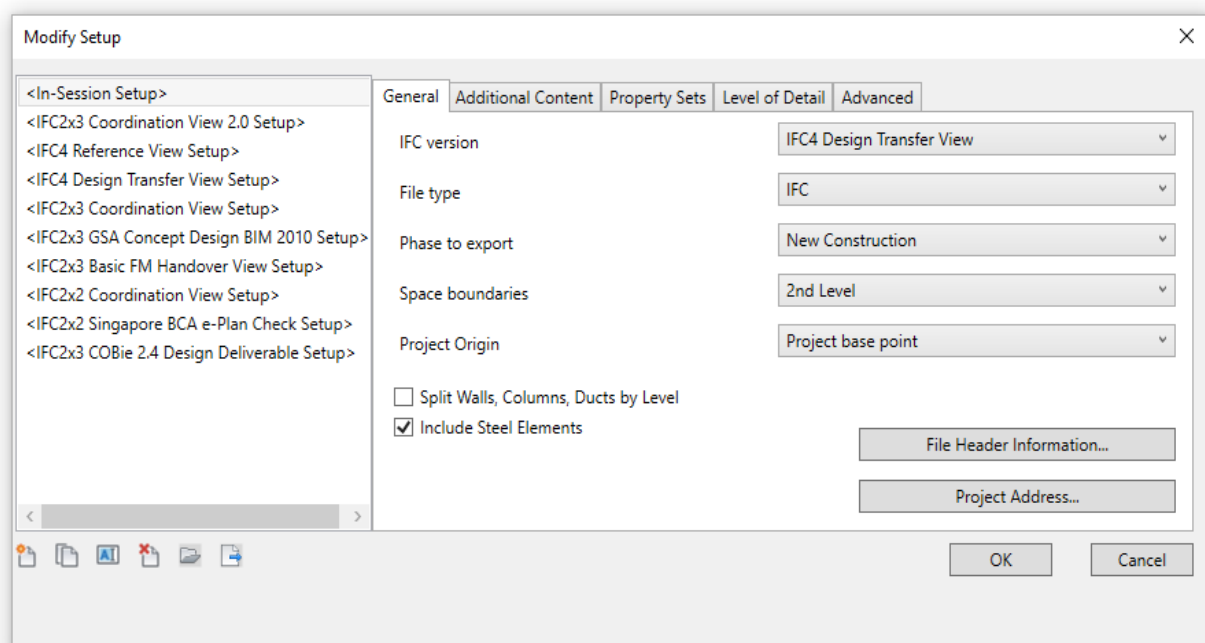 Modify Setup
<In-Session Setup>
<IFC2x3 Coordination View 2.0 Setup>
<IFC4 Reference View Setup>
<IFC4 Design Transfer View Setup>
<IFC2x3 Coordination View Setup>
<IFC2x3 GSA Concept Design BIM 2010 Setup>
<IFC2x3 Basic FM Handover View Setup>
<IFC2x2 Coordination View Setup>
<IFC2x2 Singapore BCA e-Plan Check Setup>
<IFC2x3 COBie 2.4 Design Deliverable Setup>
General Additional Content Property Sets Level of Detail Advanced
IFC version IFC4 Design Transfer View
File type IFC
Phase to export New Construction
Space boundaries 2nd Level
Project Origin Project base point
Split Walls, Columns, Ducts by Level
Include Steel Elements
File Header Information...
Project Address...
OK Cancel